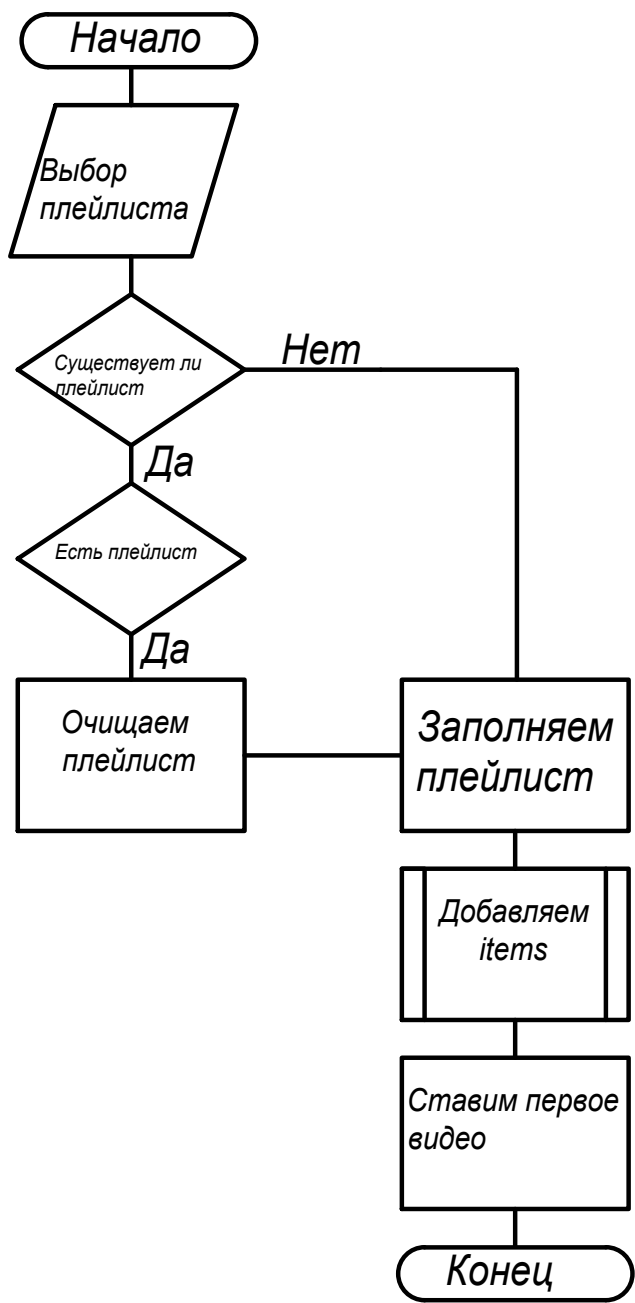 Начало
Выбор
плейлиста
Существует ли
плейлист
Нет
Да
Есть плейлист
Да
Очищаем
плейлист
Заполняем
плейлист
Добавляем
items
Ставим первое
видео
Конец